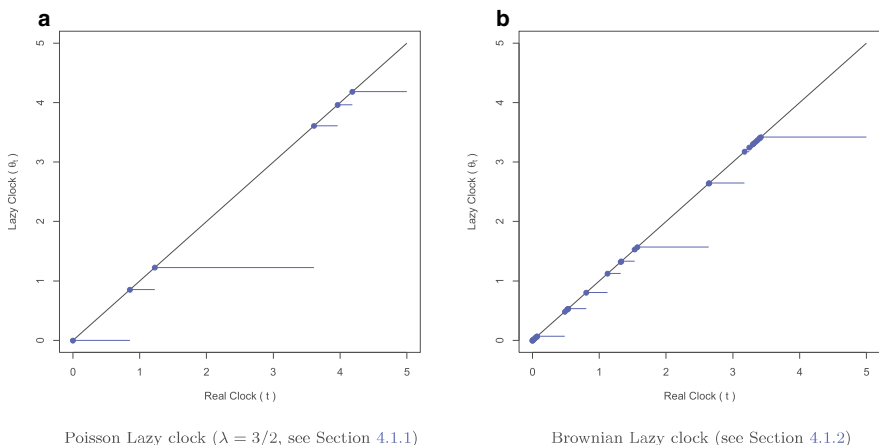 a
5
4
3
2
1
0
Lazy Clock ( θt )
0 1 2 3 4 5
Real Clock ( t )
Poisson Lazy clock (λ = 3/2, see Section 4.1.1)
b
5
4
3
2
1
0
Lazy Clock ( θt )
0 1 2 3 4 5
Real Clock ( t )
Brownian Lazy clock (see Section 4.1.2)